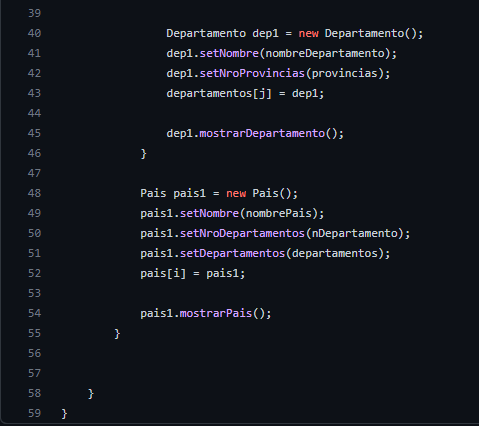 39
40                Departamento dep1 = new Departamento();
41                dep1.setNombre(nombreDepartamento);
42                dep1.setNroProvincias(provincias);
43                departamentos[j] = dep1;
44
45                dep1.mostrarDepartamento();
46            }
47
48            Pais pais1 = new Pais();
49            pais1.setNombre(nombrePais);
50            pais1.setNroDepartamentos(nDepartamento);
51            pais1.setDepartamentos(departamentos);
52            pais[i] = pais1;
53
54            pais1.mostrarPais();
55        }
56
57
58    }
59}